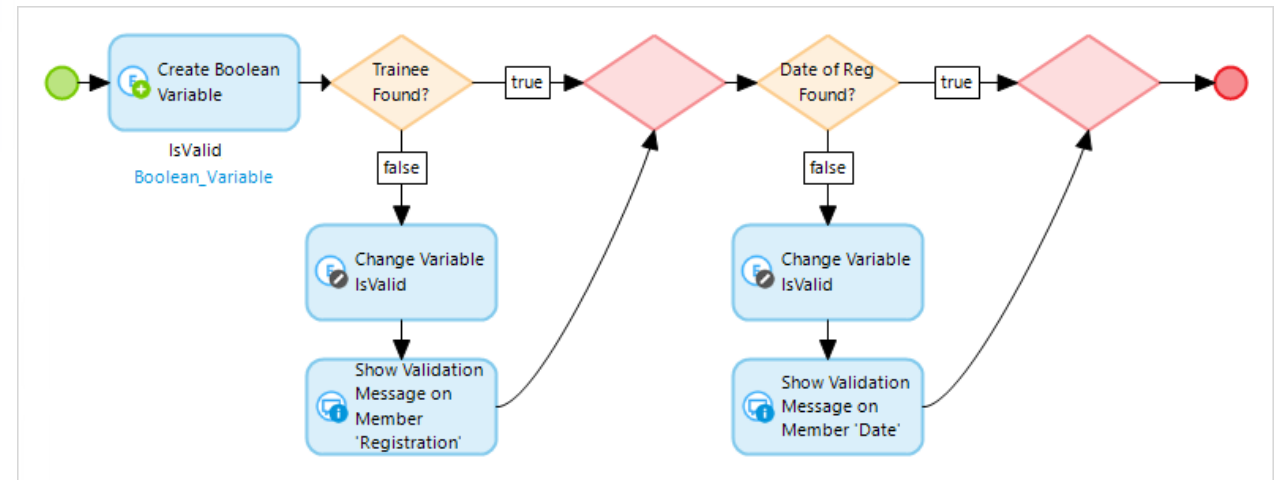 Create Boolean
Variable
IsValid
Boolean_Variable
Trainee
Found?
true
false
Change Variable
IsValid
Show Validation
Message on
Member
'Registration'
Date of Reg
Found?
true
false
Change Variable
IsValid
Show Validation
Message on
Member 'Date'